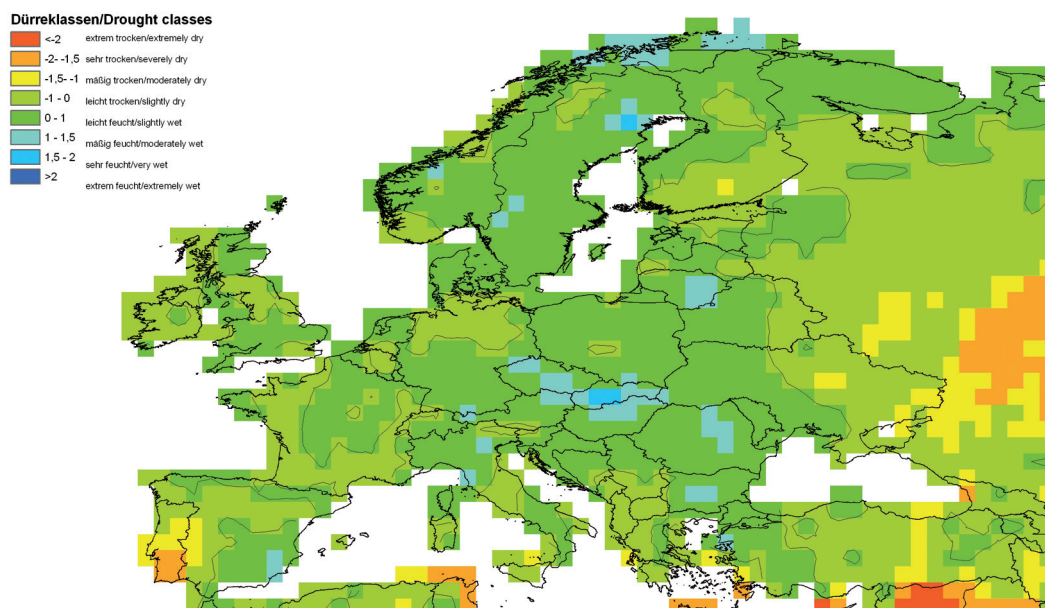 Dürreklassen/Drought classes
<-2 extrem trocken/extremely dry
-2- -1,5 sehr trocken/severely dry
-1,5- -1 mäßig trocken/moderately dry
-1 - 0 leicht trocken/slightly dry
0 - 1 leicht feucht/slightly wet
1 - 1,5 mäßig feucht/moderately wet
1,5 - 2 sehr feucht/very wet
>2 extrem feucht/extremely wet